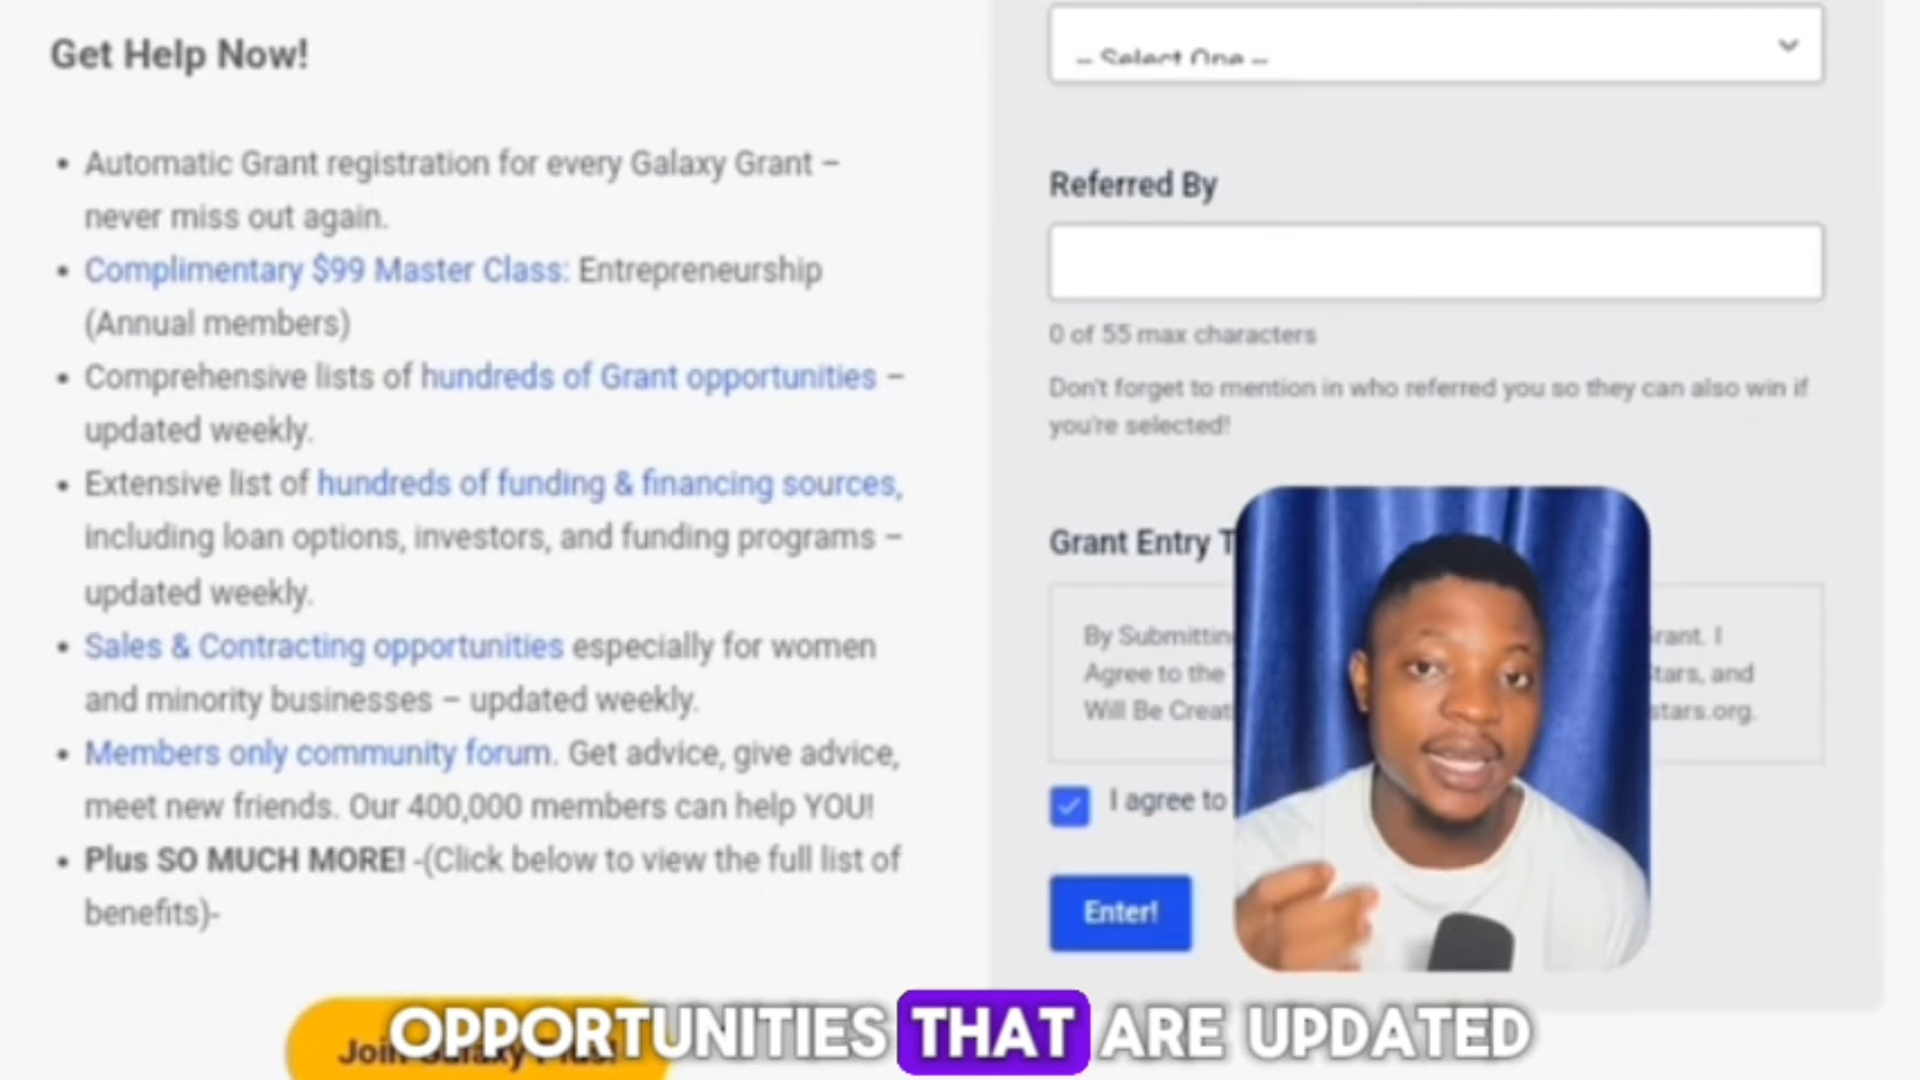 Get Help Now!
• Automatic Grant registration for every Galaxy Grant –
never miss out again.
• Complimentary $99 Master Class: Entrepreneurship
(Annual members)
• Comprehensive lists of hundreds of Grant opportunities –
updated weekly.
• Extensive list of hundreds of funding & financing sources,
including loan options, investors, and funding programs –
updated weekly.
• Sales & Contracting opportunities especially for women
and minority businesses – updated weekly.
• Members only community forum. Get advice, give advice,
meet new friends. Our 400,000 members can help YOU!
• Plus SO MUCH MORE! -(Click below to view the full list of
benefits)-
Join Galaxy Plus!
-- Select One --
Referred By
0 of 55 max characters
Don't forget to mention in who referred you so they can also win if
you're selected!
Grant Entry
By Submitting Grant. I
Agree to the Stars, and
Will Be stars.org.
I agree to
Enter!
OPPORTUNITIES THAT ARE UPDATED